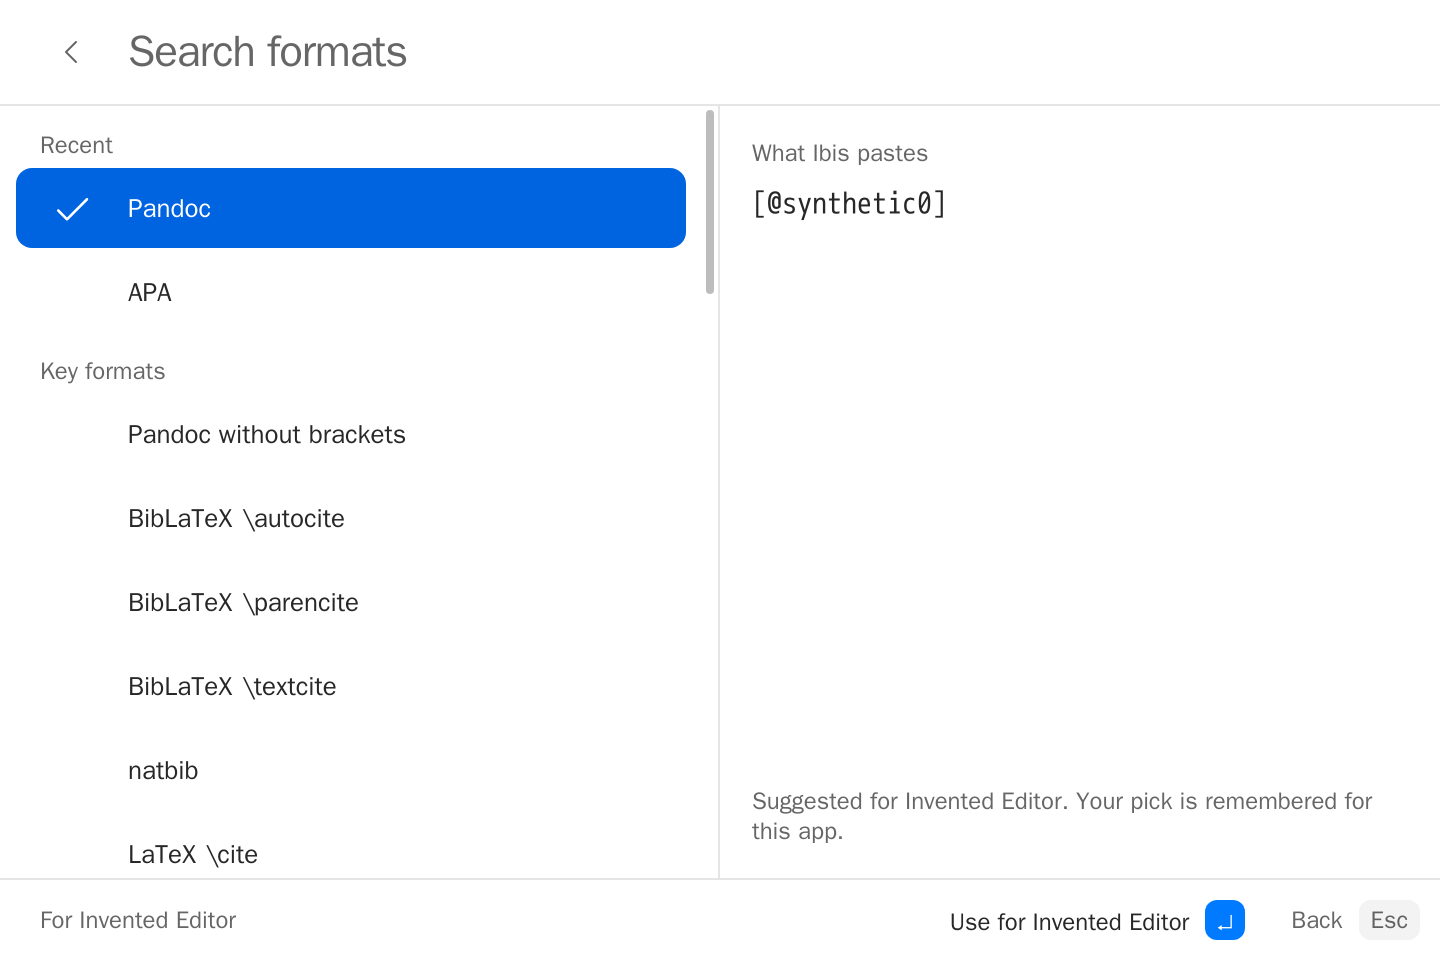 Search formats
Recent
Pandoc
APA
Key formats
Pandoc without brackets
BibLaTeX \autocite
BibLaTeX \parencite
BibLaTeX \textcite
natbib
LaTeX \cite
What Ibis pastes
[@synthetic0]
Suggested for Invented Editor. Your pick is remembered for
this app.
For Invented Editor
Use for Invented Editor
Back Esc